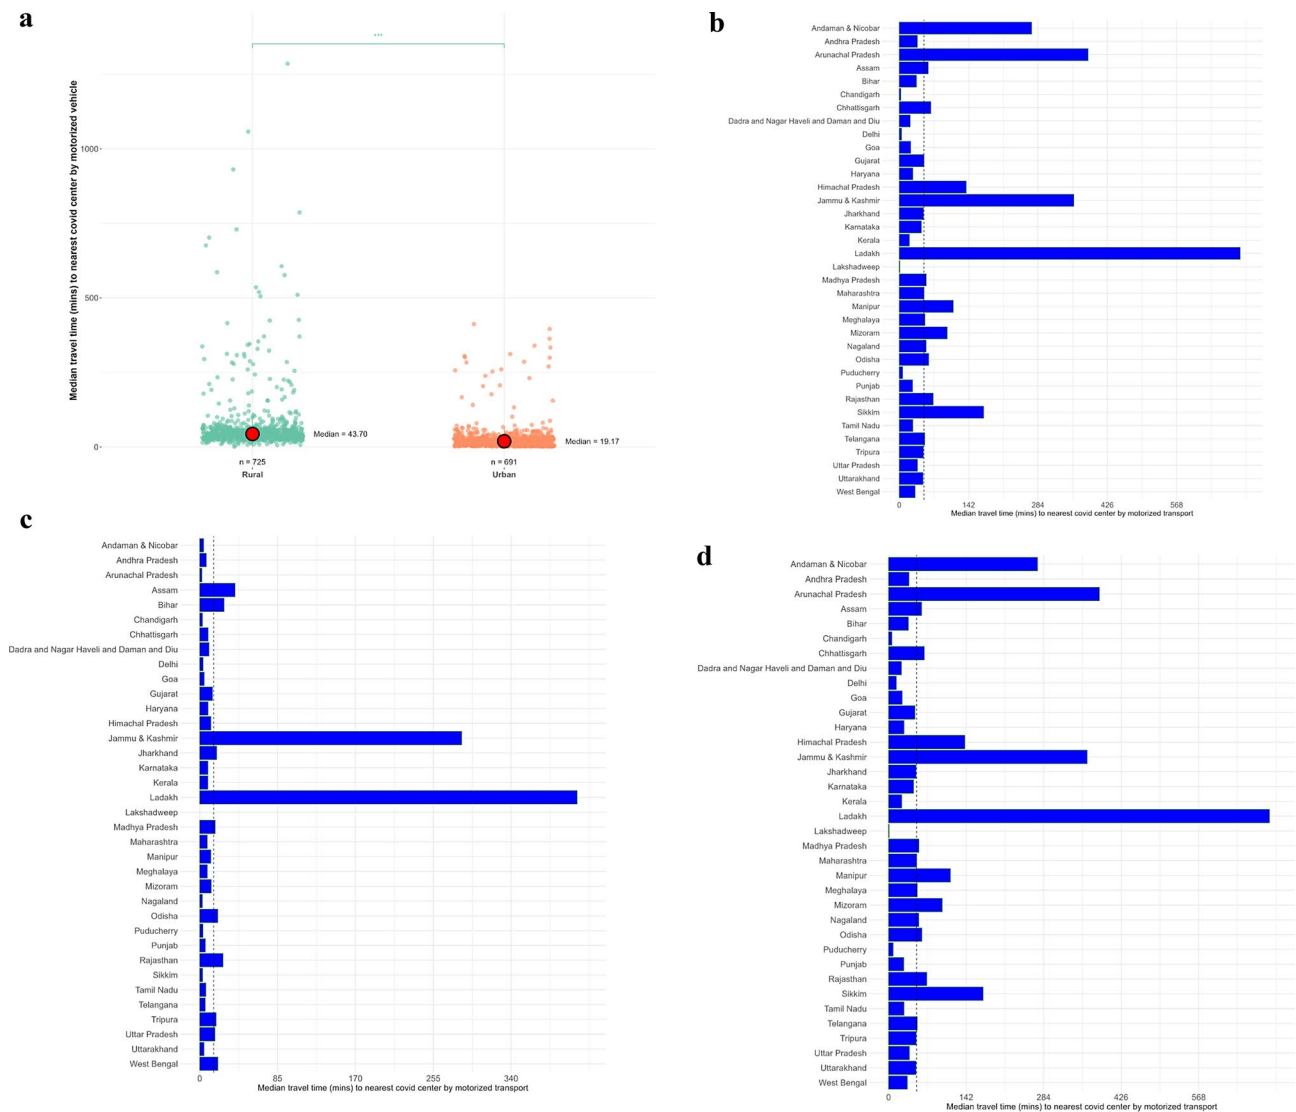 a
***
Median travel time (mins) to nearest covid center by motorized vehicle
1000
500
0
Median = 43.70
Median = 19.17
n = 725
n = 691
Rural
Urban
b
Andaman & Nicobar
Andhra Pradesh
Arunachal Pradesh
Assam
Bihar
Chandigarh
Chhattisgarh
Dadra and Nagar Haveli and Daman and Diu
Delhi
Goa
Gujarat
Haryana
Himachal Pradesh
Jammu & Kashmir
Jharkhand
Karnataka
Kerala
Ladakh
Lakshadweep
Madhya Pradesh
Maharashtra
Manipur
Meghalaya
Mizoram
Nagaland
Odisha
Puducherry
Punjab
Rajasthan
Sikkim
Tamil Nadu
Telangana
Tripura
Uttar Pradesh
Uttarakhand
West Bengal
0 142 284 426 568
Median travel time (mins) to nearest covid center by motorized transport
c
Andaman & Nicobar
Andhra Pradesh
Arunachal Pradesh
Assam
Bihar
Chandigarh
Chhattisgarh
Dadra and Nagar Haveli and Daman and Diu
Delhi
Goa
Gujarat
Haryana
Himachal Pradesh
Jammu & Kashmir
Jharkhand
Karnataka
Kerala
Ladakh
Lakshadweep
Madhya Pradesh
Maharashtra
Manipur
Meghalaya
Mizoram
Nagaland
Odisha
Puducherry
Punjab
Rajasthan
Sikkim
Tamil Nadu
Telangana
Tripura
Uttar Pradesh
Uttarakhand
West Bengal
0 85 170 255 340
Median travel time (mins) to nearest covid center by motorized transport
d
Andaman & Nicobar
Andhra Pradesh
Arunachal Pradesh
Assam
Bihar
Chandigarh
Chhattisgarh
Dadra and Nagar Haveli and Daman and Diu
Delhi
Goa
Gujarat
Haryana
Himachal Pradesh
Jammu & Kashmir
Jharkhand
Karnataka
Kerala
Ladakh
Lakshadweep
Madhya Pradesh
Maharashtra
Manipur
Meghalaya
Mizoram
Nagaland
Odisha
Puducherry
Punjab
Rajasthan
Sikkim
Tamil Nadu
Telangana
Tripura
Uttar Pradesh
Uttarakhand
West Bengal
0 142 284 426 568
Median travel time (mins) to nearest covid center by motorized transport